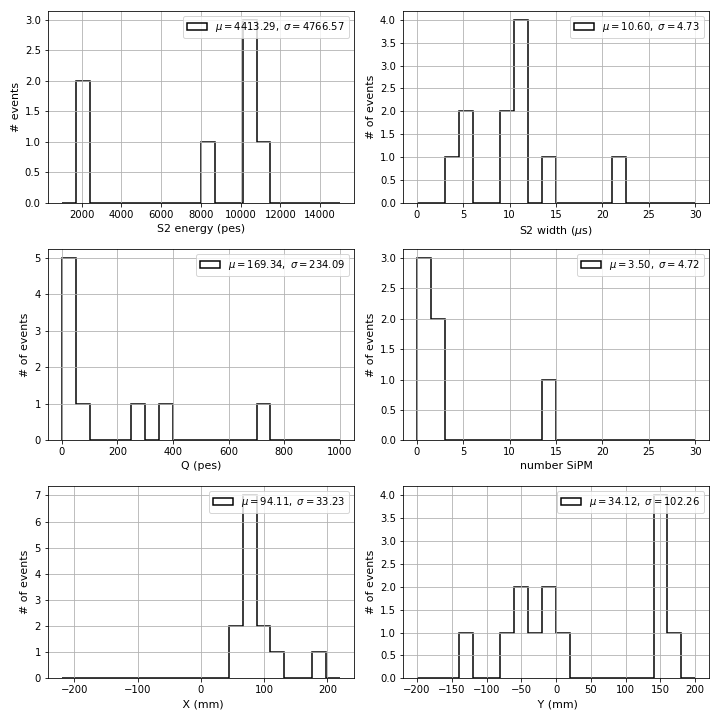 μ = 4413.29, σ = 4766.57
# events
3.0
2.5
2.0
1.5
1.0
0.5
0.0
2000 4000 6000 8000 10000 12000 14000
S2 energy (pes)
μ = 10.60, σ = 4.73
# of events
4.0
3.5
3.0
2.5
2.0
1.5
1.0
0.5
0.0
0 5 10 15 20 25 30
S2 width (μs)
μ = 169.34, σ = 234.09
# of events
5
4
3
2
1
0
0 200 400 600 800 1000
Q (pes)
μ = 3.50, σ = 4.72
# of events
3.0
2.5
2.0
1.5
1.0
0.5
0.0
0 5 10 15 20 25 30
number SiPM
μ = 94.11, σ = 33.23
# of events
7
6
5
4
3
2
1
0
−200 −100 0 100 200
X (mm)
μ = 34.12, σ = 102.26
# of events
4.0
3.5
3.0
2.5
2.0
1.5
1.0
0.5
0.0
−200 −150 −100 −50 0 50 100 150 200
Y (mm)